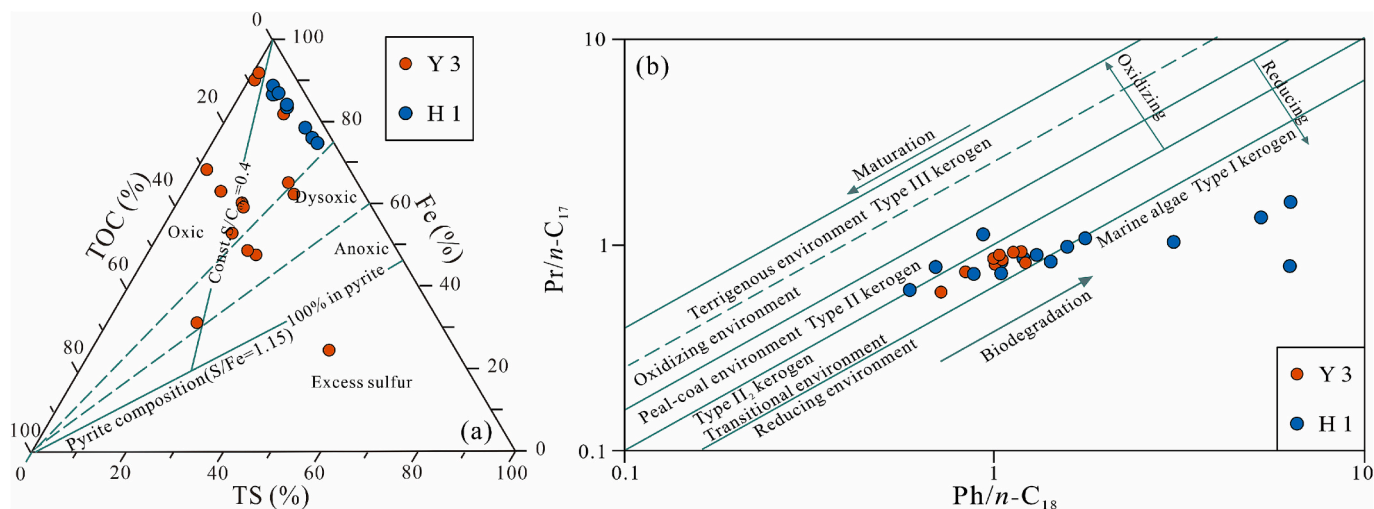 0
100
20
80
40
60
60
40
80
20
100
0
0
20
40
60
80
100
TOC (%)
Fe (%)
TS (%)
Y 3
H 1
Oxic
Dysoxic
Anoxic
=0.4
Const S/C
100% in pyrite
Pyrite composition(S/Fe=1.15)
Excess sulfur
(a)
(b)
10
1
0.1
0.1
1
10
Pr/n-C17
Ph/n-C18
Oxidizing
Reducing
Maturation
Terrigenous environment Type III kerogen
Oxidizing environment
Peal-coal environment Type II kerogen
Type II2 kerogen
Transitional environment
Reducing environment
Marine algae Type I kerogen
Biodegradation
Y 3
H 1